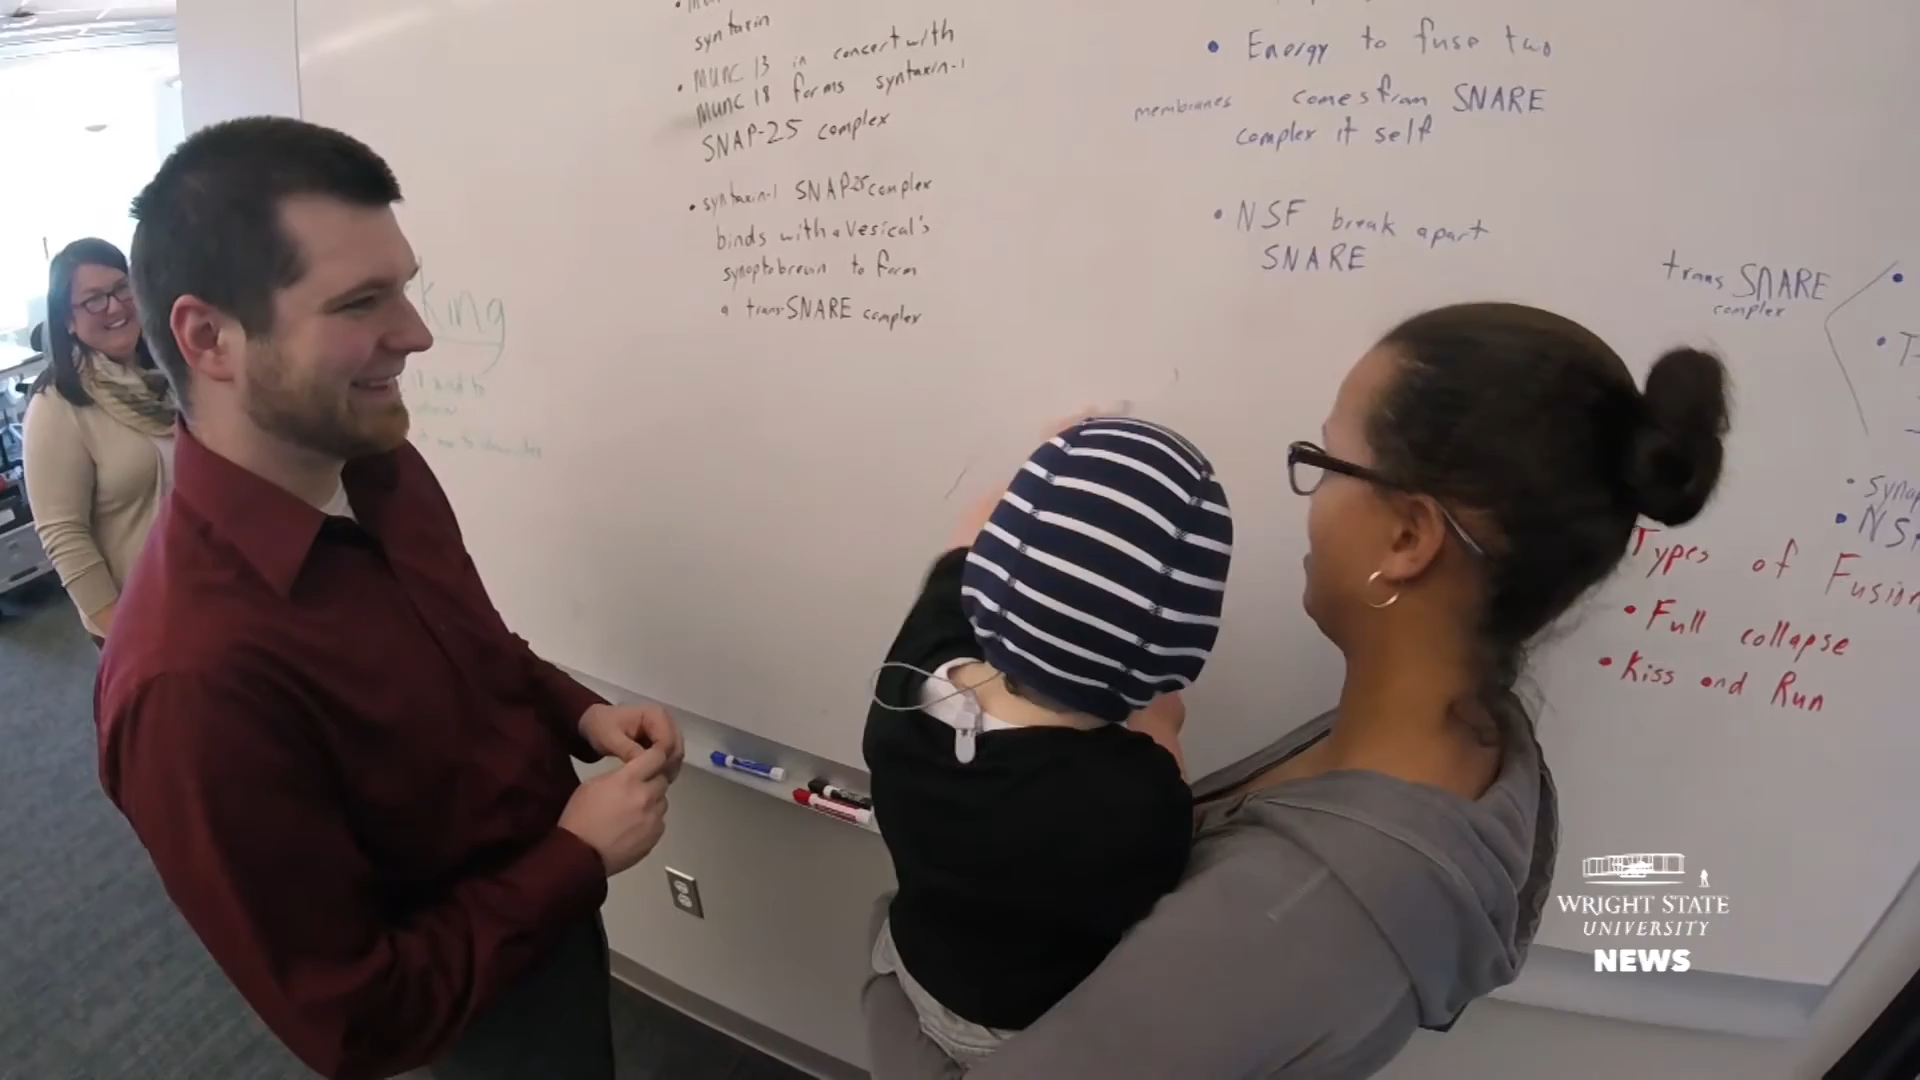 syntaxin
• MUNC 13 in concert with
Munc 18 forms syntaxin-1
SNAP-25 complex
• syntaxin-1 SNAP25 complex
binds with a vesical's
synoptobrevin to form
a trans-SNARE complex
king
• Energy to fuse two
membranes comes from SNARE
complex it self
• NSF break apart
SNARE
trans SNARE
complex
Types of Fusion
• Full collapse
• Kiss and Run
WRIGHT STATE
UNIVERSITY
NEWS